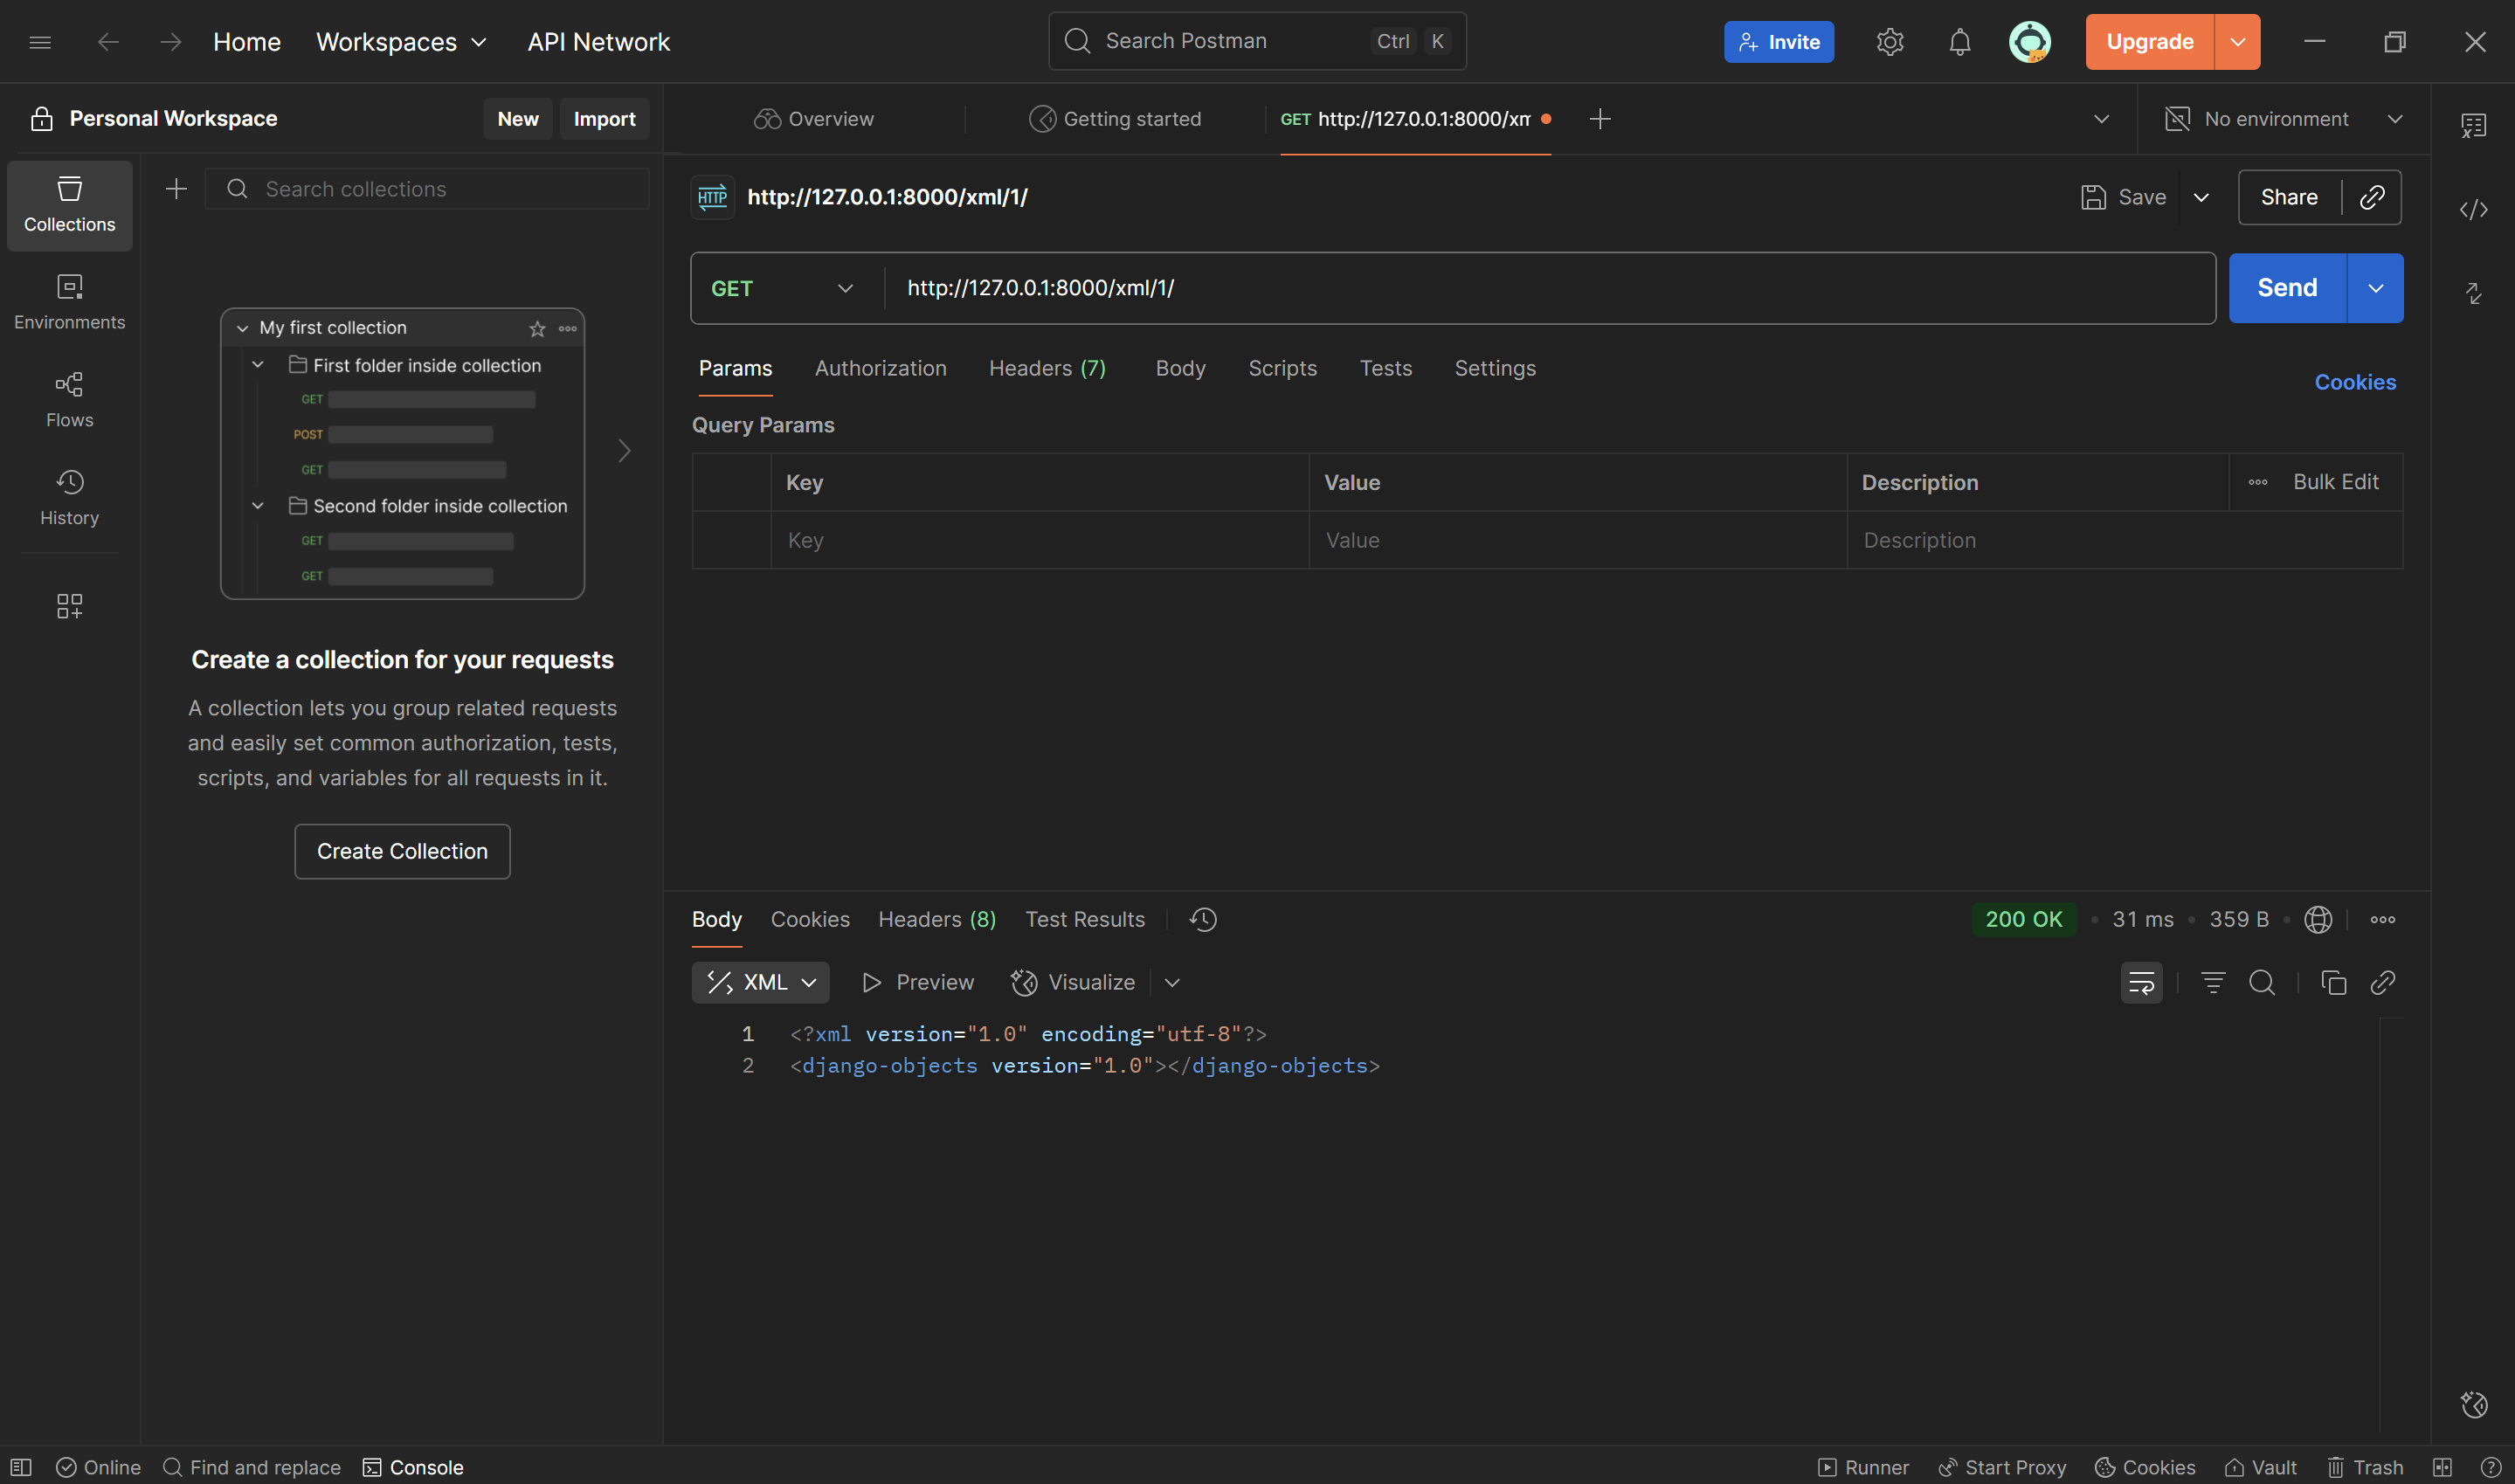 Home Workspaces API Network Search Postman Ctrl K Invite Upgrade
Personal Workspace New Import
Overview Getting started GET http://127.0.0.1:8000/xm No environment
Collections
Search collections
Environments
Flows
History
My first collection
First folder inside collection
GET
POST
GET
Second folder inside collection
GET
GET
Create a collection for your requests
A collection lets you group related requests
and easily set common authorization, tests,
scripts, and variables for all requests in it.
Create Collection
HTTP http://127.0.0.1:8000/xml/1/ Save Share
GET http://127.0.0.1:8000/xml/1/ Send
Params Authorization Headers (7) Body Scripts Tests Settings Cookies
Query Params
Key Value Description Bulk Edit
Key Value Description
Body Cookies Headers (8) Test Results 200 OK • 31 ms • 359 B
XML Preview Visualize
1 <?xml version="1.0" encoding="utf-8"?>
2 <django-objects version="1.0"></django-objects>
Online Find and replace Console Runner Start Proxy Cookies Vault Trash